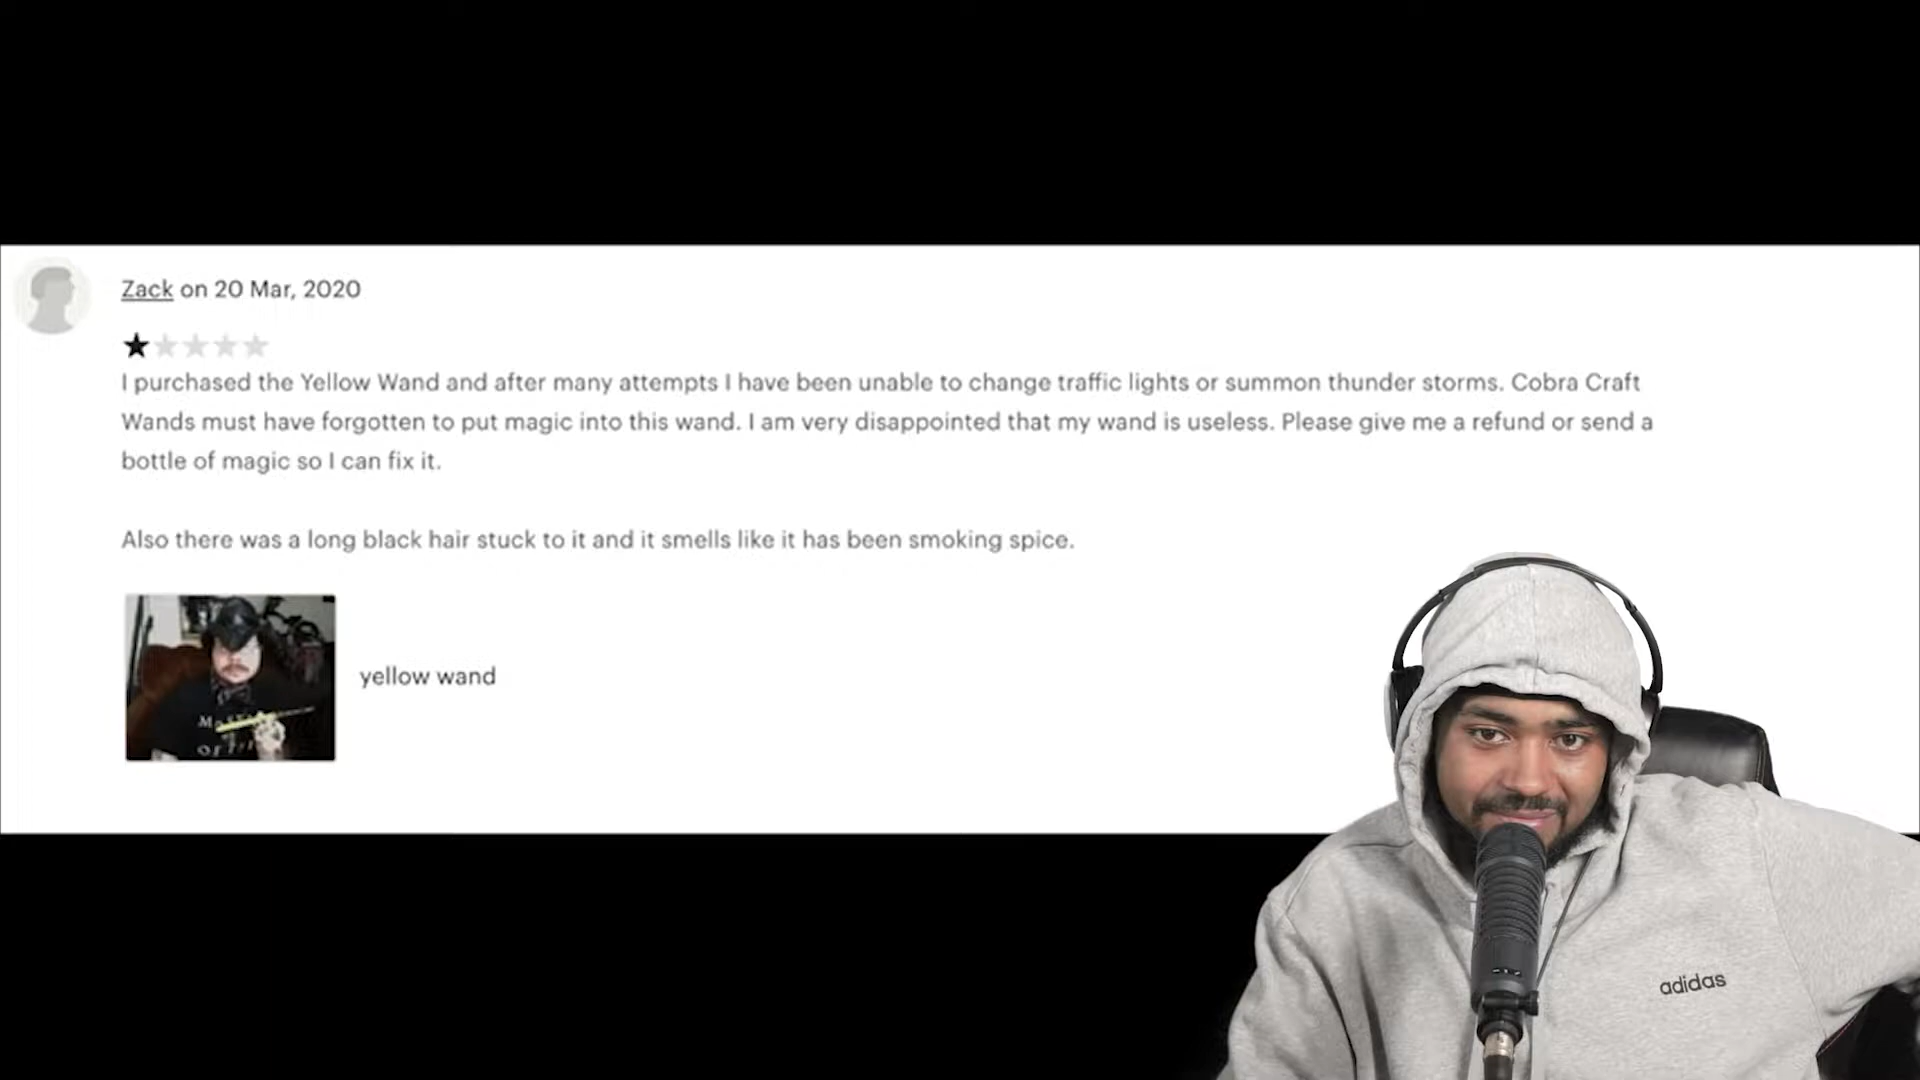 Zack on 20 Mar, 2020
I purchased the Yellow Wand and after many attempts I have been unable to change traffic lights or summon thunder storms. Cobra Craft
Wands must have forgotten to put magic into this wand. I am very disappointed that my wand is useless. Please give me a refund or send a
bottle of magic so I can fix it.
Also there was a long black hair stuck to it and it smells like it has been smoking spice.
yellow wand
adidas